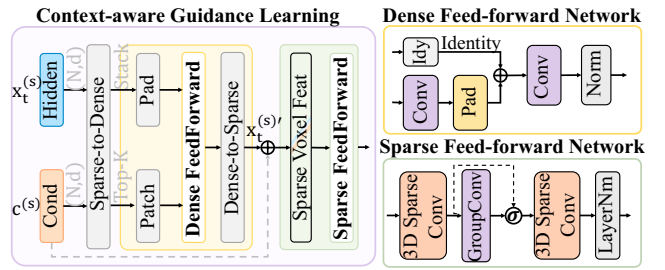 Context-aware Guidance Learning
x_t^(s)
Hidden
(N,d)
c^(s)
Cond
(N,d)
Sparse-to-Dense
Stack
Top-K
Pad
Patch
Dense FeedForward
Dense-to-Sparse
x_t^(s)′
⊕
Sparse Voxel Feat
Sparse FeedForward
Dense Feed-forward Network
Idy
Identity
Conv
Pad
⊕
Conv
Norm
Sparse Feed-forward Network
3D Sparse
Conv
GroupConv
σ
3D Sparse
Conv
LayerNm